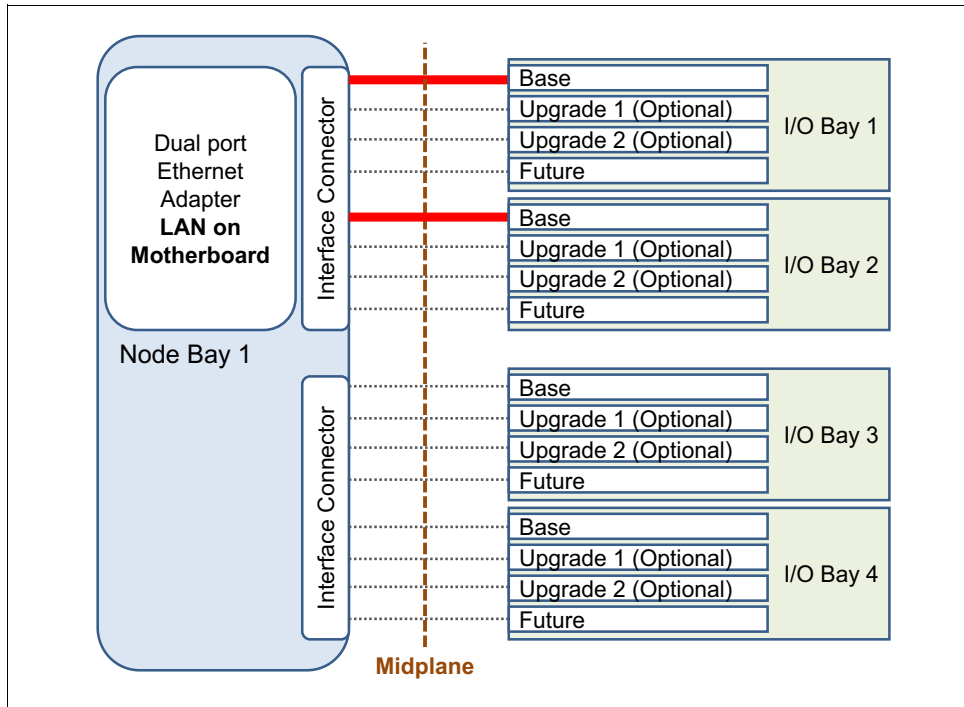 Dual port
Ethernet
Adapter
LAN on
Motherboard
Interface Connector
Node Bay 1
Interface Connector
Base
Upgrade 1 (Optional)
Upgrade 2 (Optional)
Future
I/O Bay 1
Base
Upgrade 1 (Optional)
Upgrade 2 (Optional)
Future
I/O Bay 2
Base
Upgrade 1 (Optional)
Upgrade 2 (Optional)
Future
I/O Bay 3
Base
Upgrade 1 (Optional)
Upgrade 2 (Optional)
Future
I/O Bay 4
Midplane